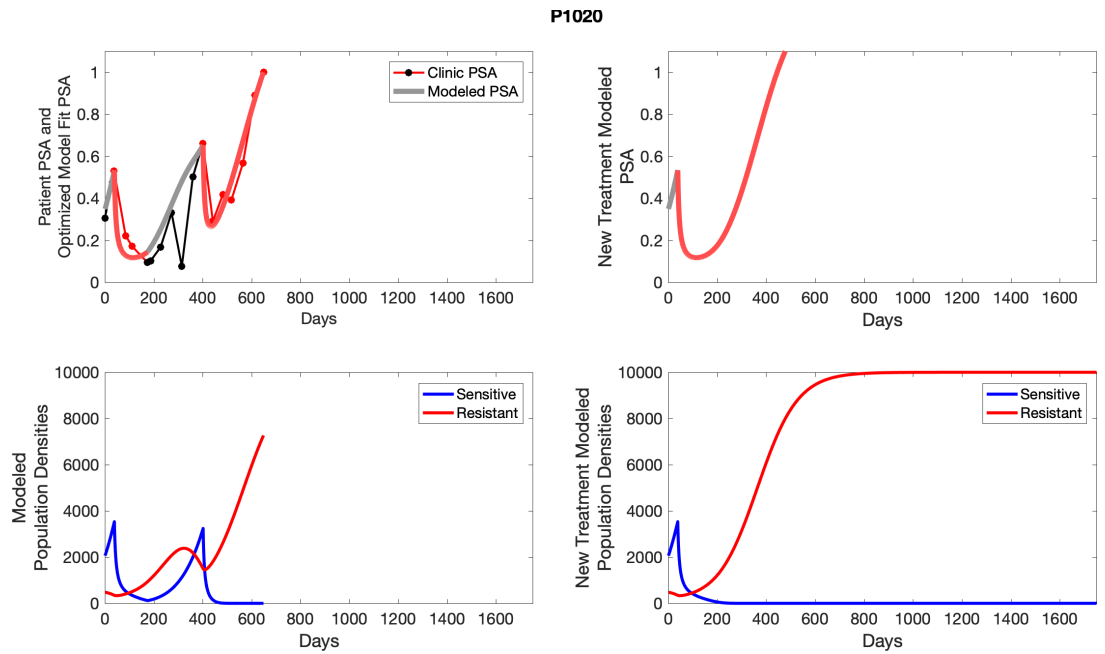 P1020
Patient PSA and
Optimized Model Fit PSA
1
0.8
0.6
0.4
0.2
0
0 200 400 600 800 1000 1200 1400 1600
Days
Clinic PSA
Modeled PSA
New Treatment Modeled
PSA
1
0.8
0.6
0.4
0.2
0
0 200 400 600 800 1000 1200 1400 1600
Days
Modeled
Population Densities
10000
8000
6000
4000
2000
0
0 200 400 600 800 1000 1200 1400 1600
Days
Sensitive
Resistant
New Treatment Modeled
Population Densities
10000
8000
6000
4000
2000
0
0 200 400 600 800 1000 1200 1400 1600
Days
Sensitive
Resistant